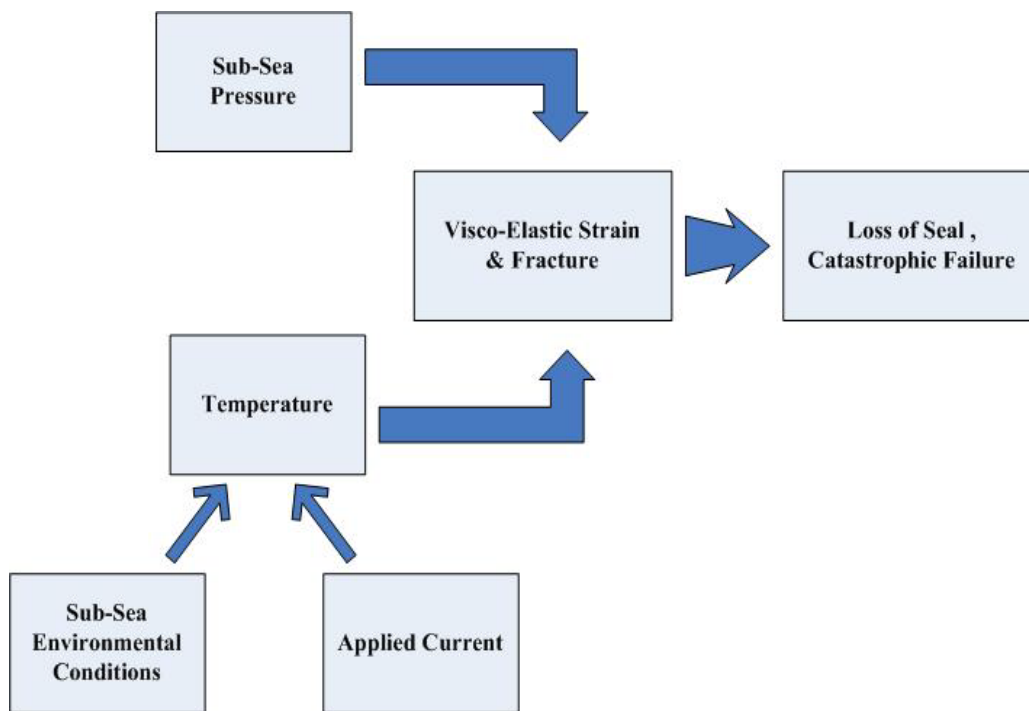 Sub-Sea
Pressure
Visco-Elastic Strain
& Fracture
Loss of Seal ,
Catastrophic Failure
Temperature
Sub-Sea
Environmental
Conditions
Applied Current